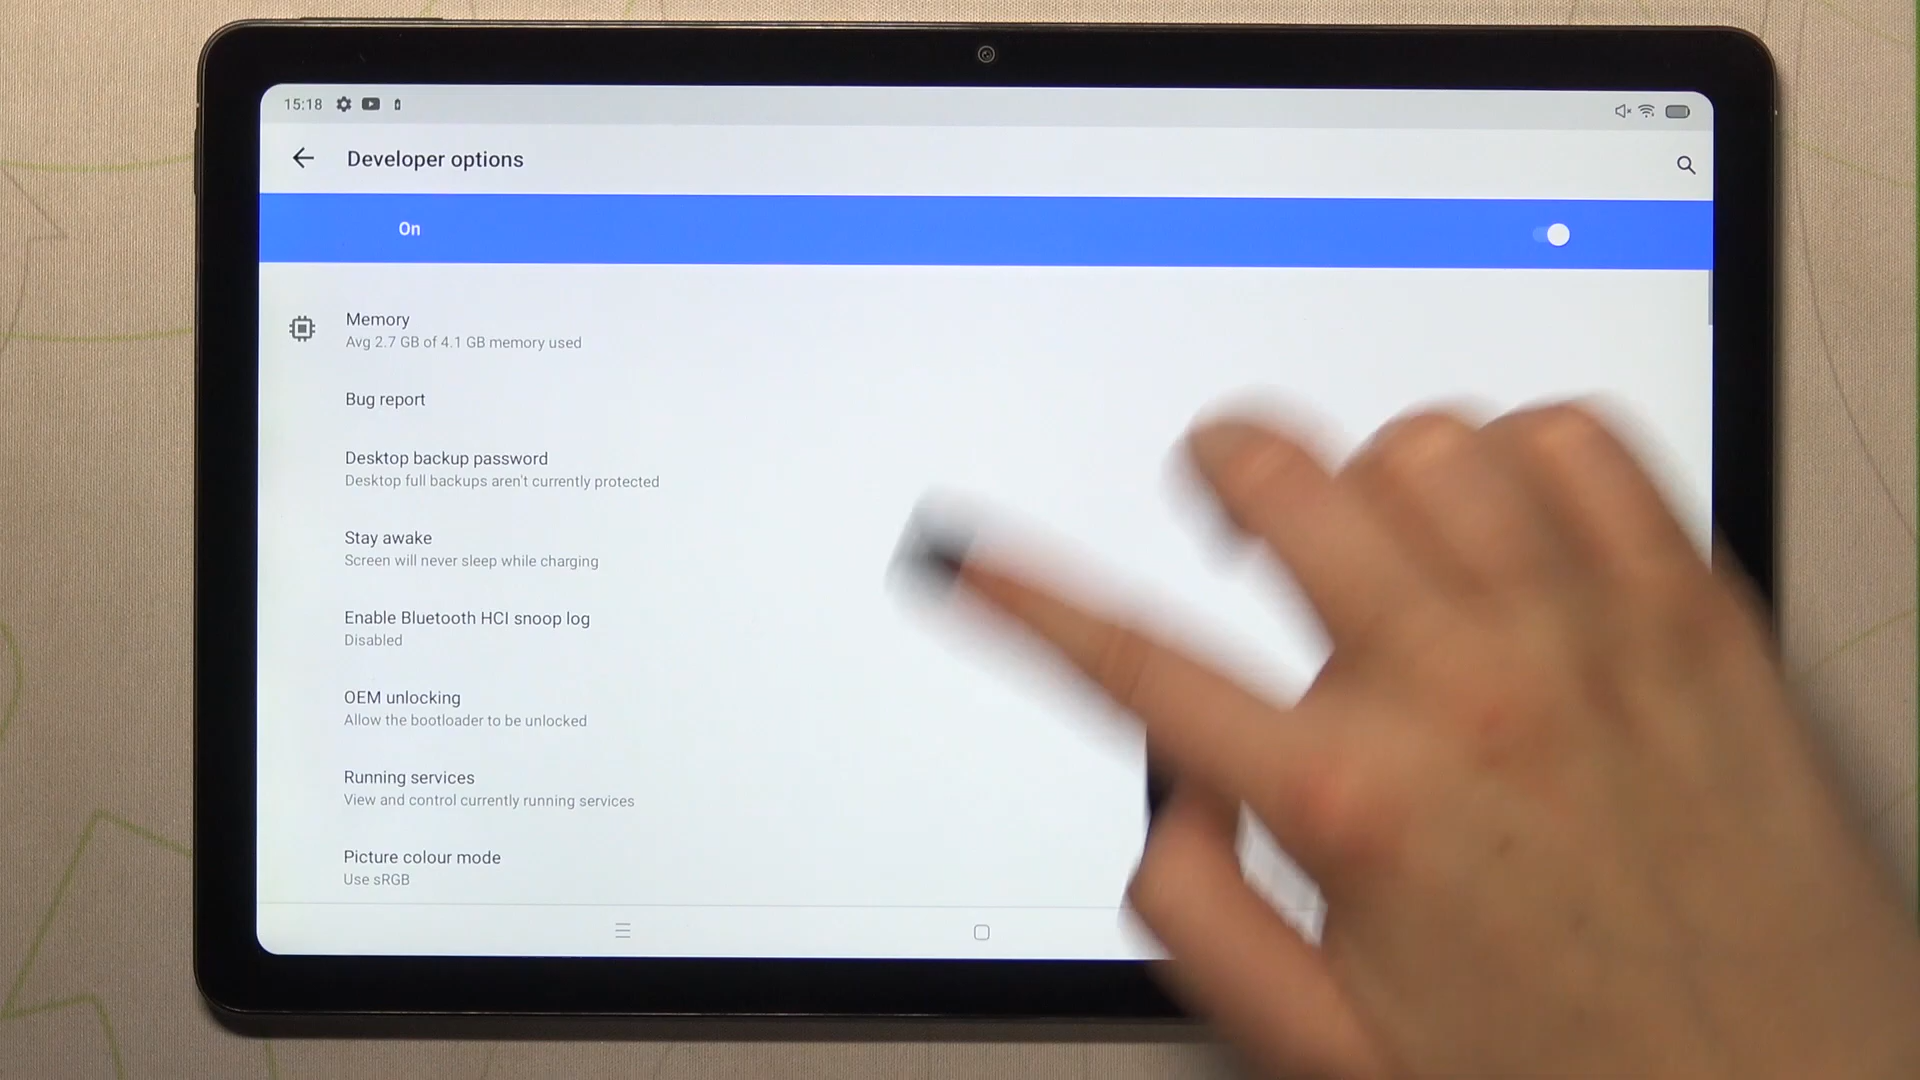 15:18
Developer options
On
Memory
Avg 2.7 GB of 4.1 GB memory used
Bug report
Desktop backup password
Desktop full backups aren't currently protected
Stay awake
Screen will never sleep while charging
Enable Bluetooth HCI snoop log
Disabled
OEM unlocking
Allow the bootloader to be unlocked
Running services
View and control currently running services
Picture colour mode
Use sRGB